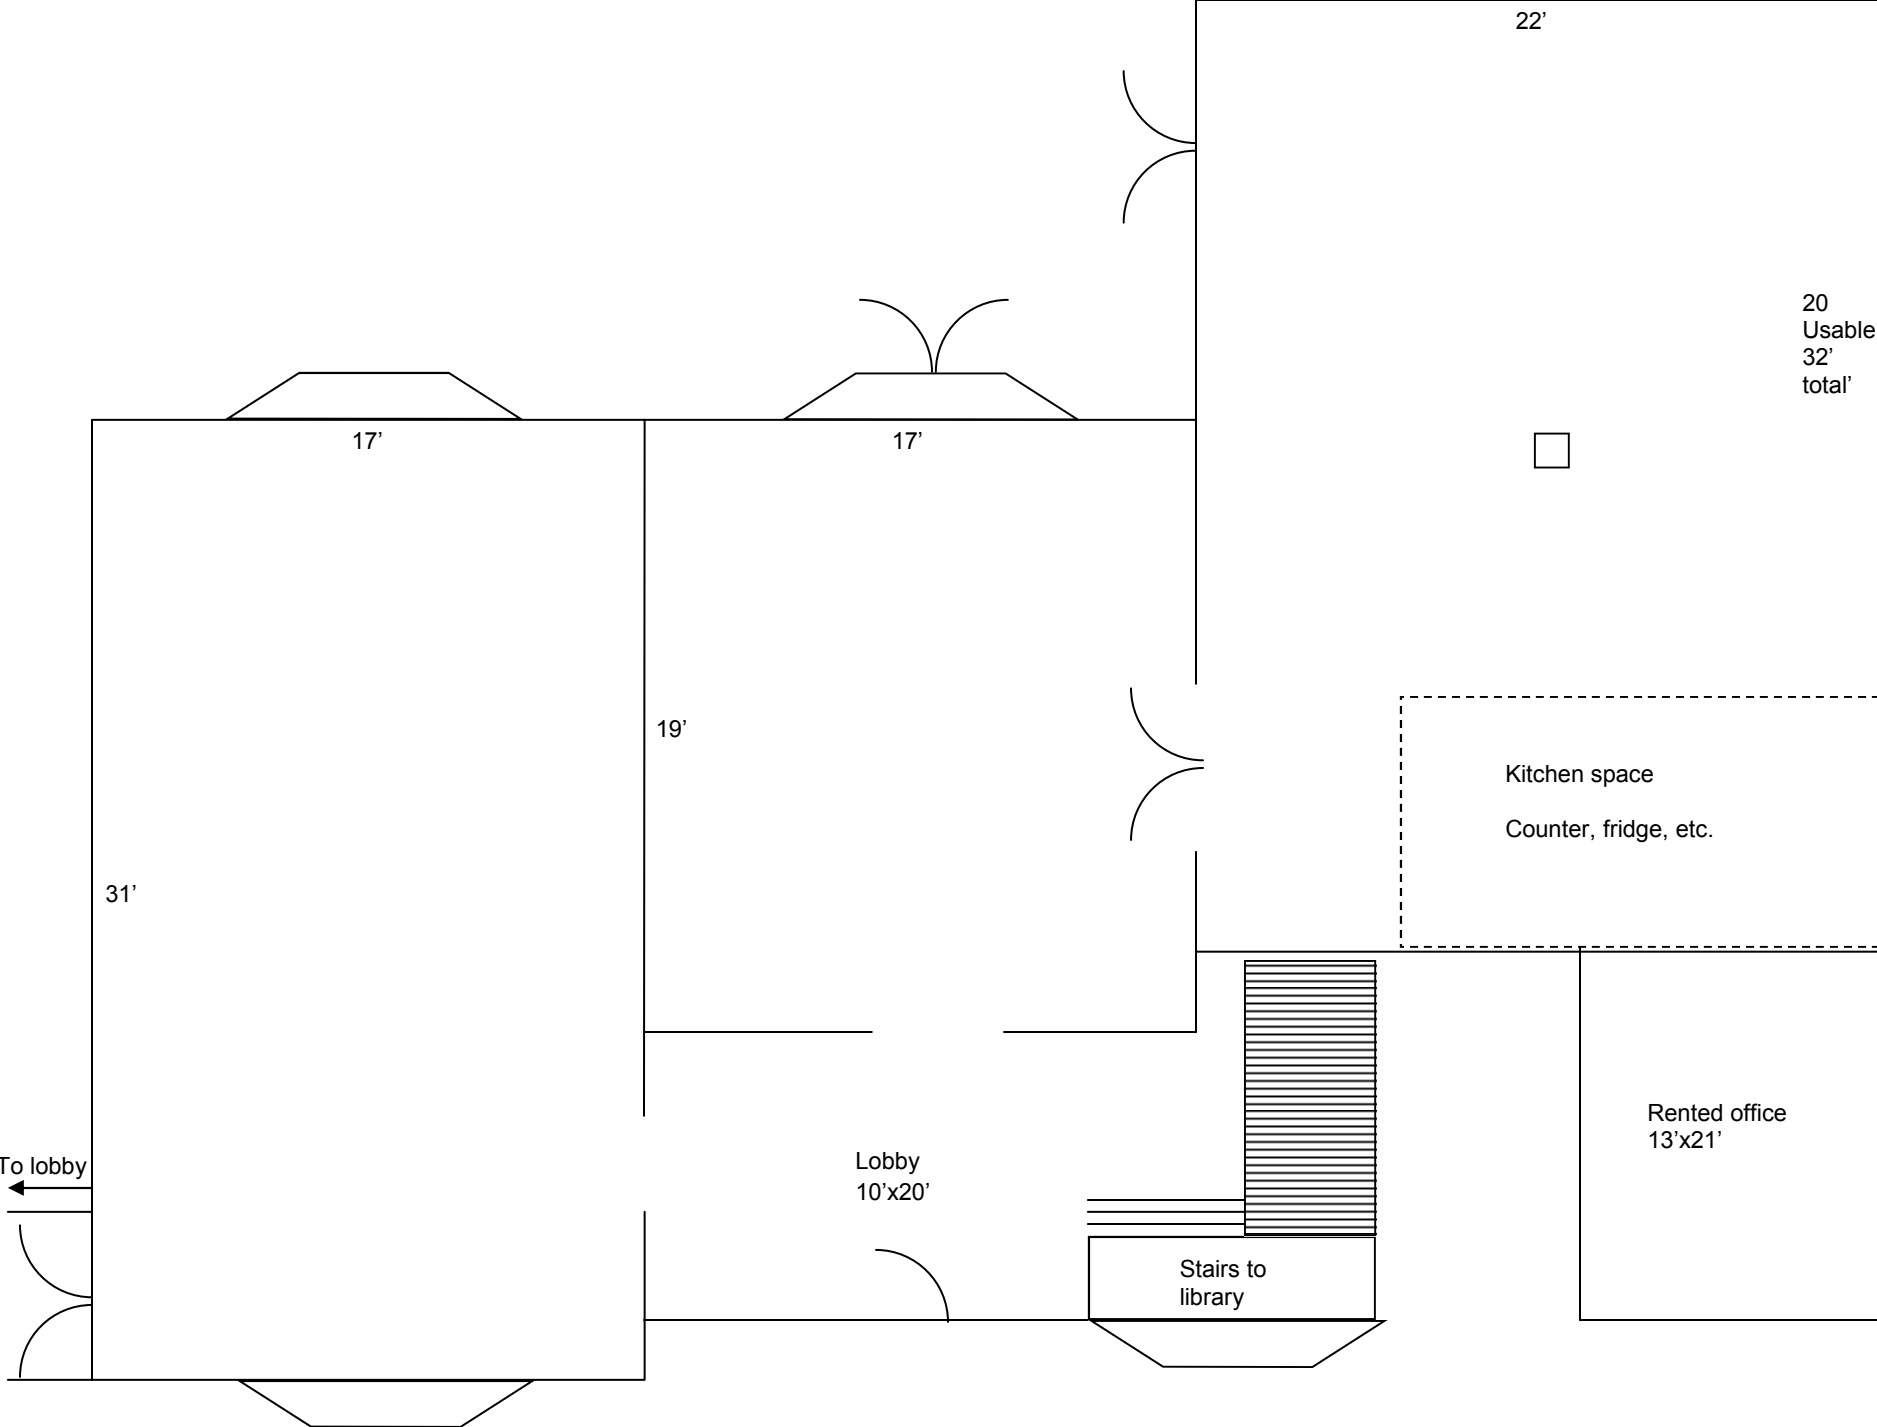 22’
20
Usable
32’
total’
17’
17’
19’
Kitchen space
Counter, fridge, etc.
31’
Rented office
13’x21’
To lobby
Lobby
10’x20’
Stairs to
library